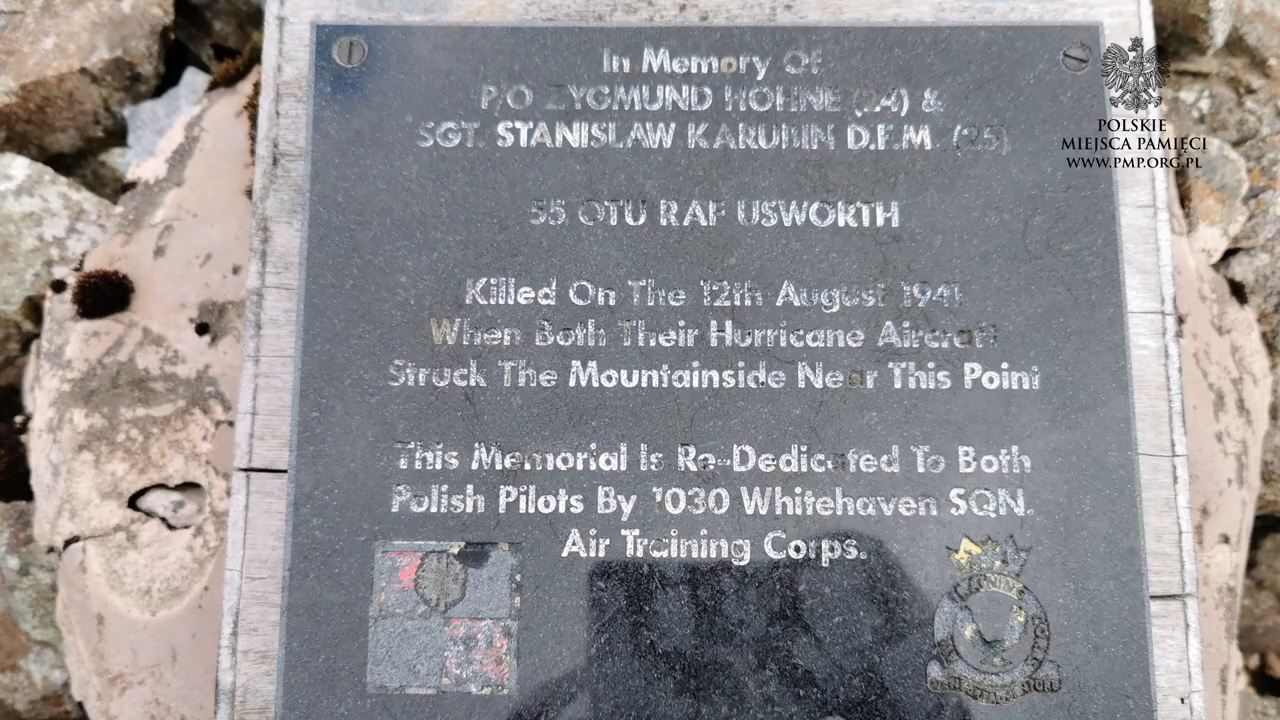 In Memory Of
P/O ZYGMUND HOHNE (24) &
SGT. STANISLAW KARUBIN D.F.M. (25)
55 OTU RAF USWORTH
Killed On The 12th August 1941
When Both Their Hurricane Aircraft
Struck The Mountainside Near This Point
This Memorial Is Re-Dedicated To Both
Polish Pilots By 1030 Whitehaven SQN.
Air Training Corps.
POLSKIE
MIEJSCA PAMIĘCI
WWW.PMP.ORG.PL